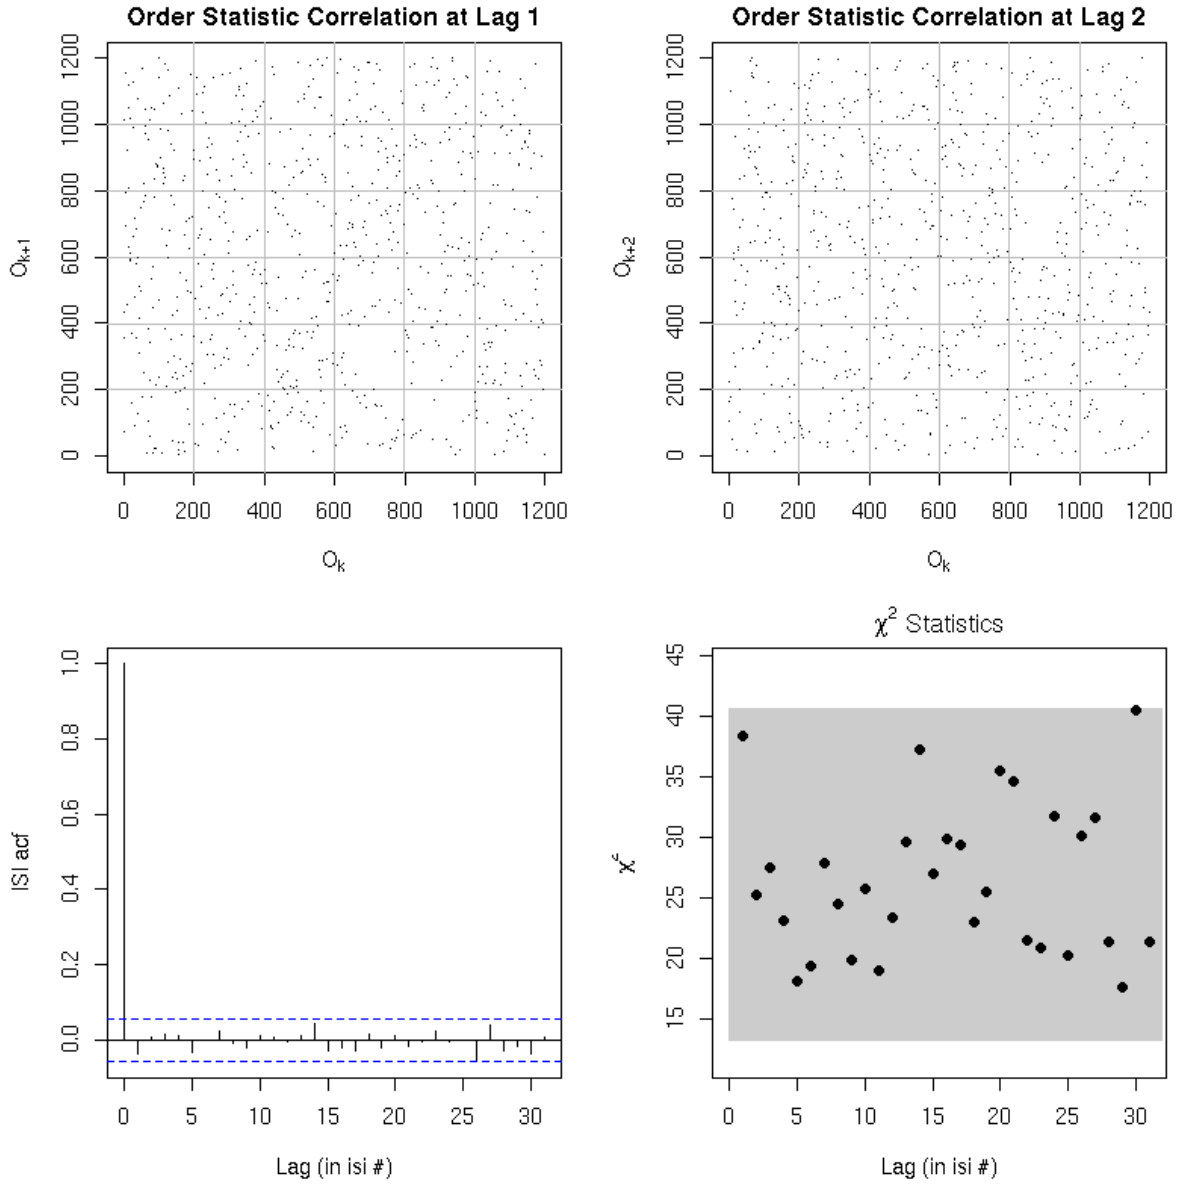 Order Statistic Correlation at Lag 1
1200
1000
800
600
400
200
0
Oₖ₊₁
0 200 400 600 800 1000 1200
Oₖ
Order Statistic Correlation at Lag 2
1200
1000
800
600
400
200
0
Oₖ₊₂
0 200 400 600 800 1000 1200
Oₖ
1.0
0.8
0.6
0.4
0.2
0.0
ISI acf
0 5 10 15 20 25 30
Lag (in isi #)
χ² Statistics
45
40
35
30
25
20
15
χ²
0 5 10 15 20 25 30
Lag (in isi #)